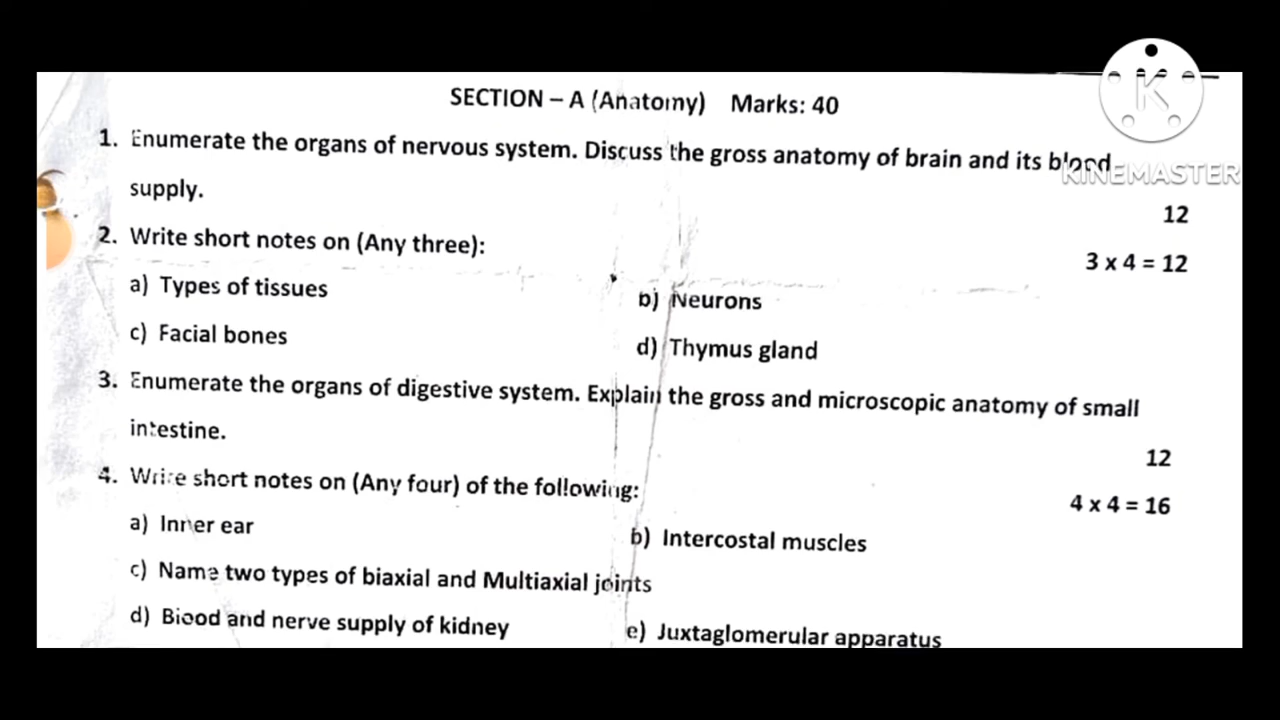 SECTION – A (Anatomy) Marks: 40
1. Enumerate the organs of nervous system. Discuss the gross anatomy of brain and its blood
supply.
12
2. Write short notes on (Any three):
3 x 4 = 12
a) Types of tissues
b) Neurons
c) Facial bones
d) Thymus gland
3. Enumerate the organs of digestive system. Explain the gross and microscopic anatomy of small
intestine.
12
4. Write short notes on (Any four) of the following:
4 x 4 = 16
a) Inner ear
b) Intercostal muscles
c) Name two types of biaxial and Multiaxial joints
d) Blood and nerve supply of kidney
e) Juxtaglomerular apparatus
K
KINEMASTER